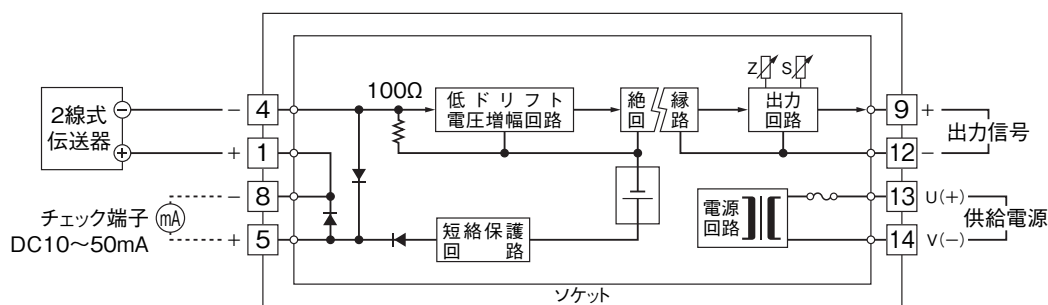 2線式
伝送器
−
+
−
4
+
1
−
8
+
5
チェック端子
mA
DC10～50mA
100Ω
低ドリフト
電圧増幅回路
絶縁
回路
Z
S
出力
回路
短絡保護
回路
電源
回路
9
+
12
−
出力信号
13
U(+)
14
V(−)
供給電源
ソケット